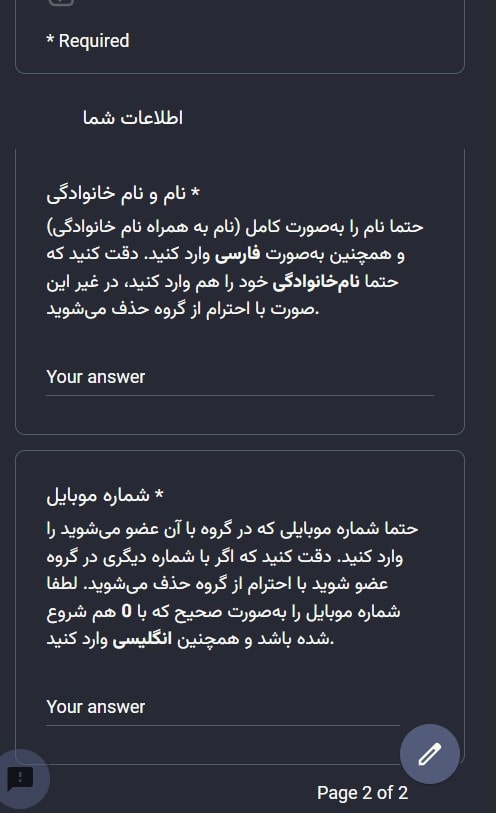 * Required
اطلاعات شما
نام و نام خانوادگی *
حتما نام را به‌صورت کامل (نام به همراه نام خانوادگی)
و همچنین به‌صورت فارسی وارد کنید. دقت کنید که
حتما نام‌خانوادگی خود را هم وارد کنید، در غیر این
صورت با احترام از گروه حذف می‌شوید.
Your answer
شماره موبایل *
حتما شماره موبایلی که در گروه با آن عضو می‌شوید را
وارد کنید. دقت کنید که اگر با شماره دیگری در گروه
عضو شوید با احترام از گروه حذف می‌شوید. لطفا
شماره موبایل را به‌صورت صحیح که با 0 هم شروع
شده باشد و همچنین انگلیسی وارد کنید.
Your answer
Page 2 of 2